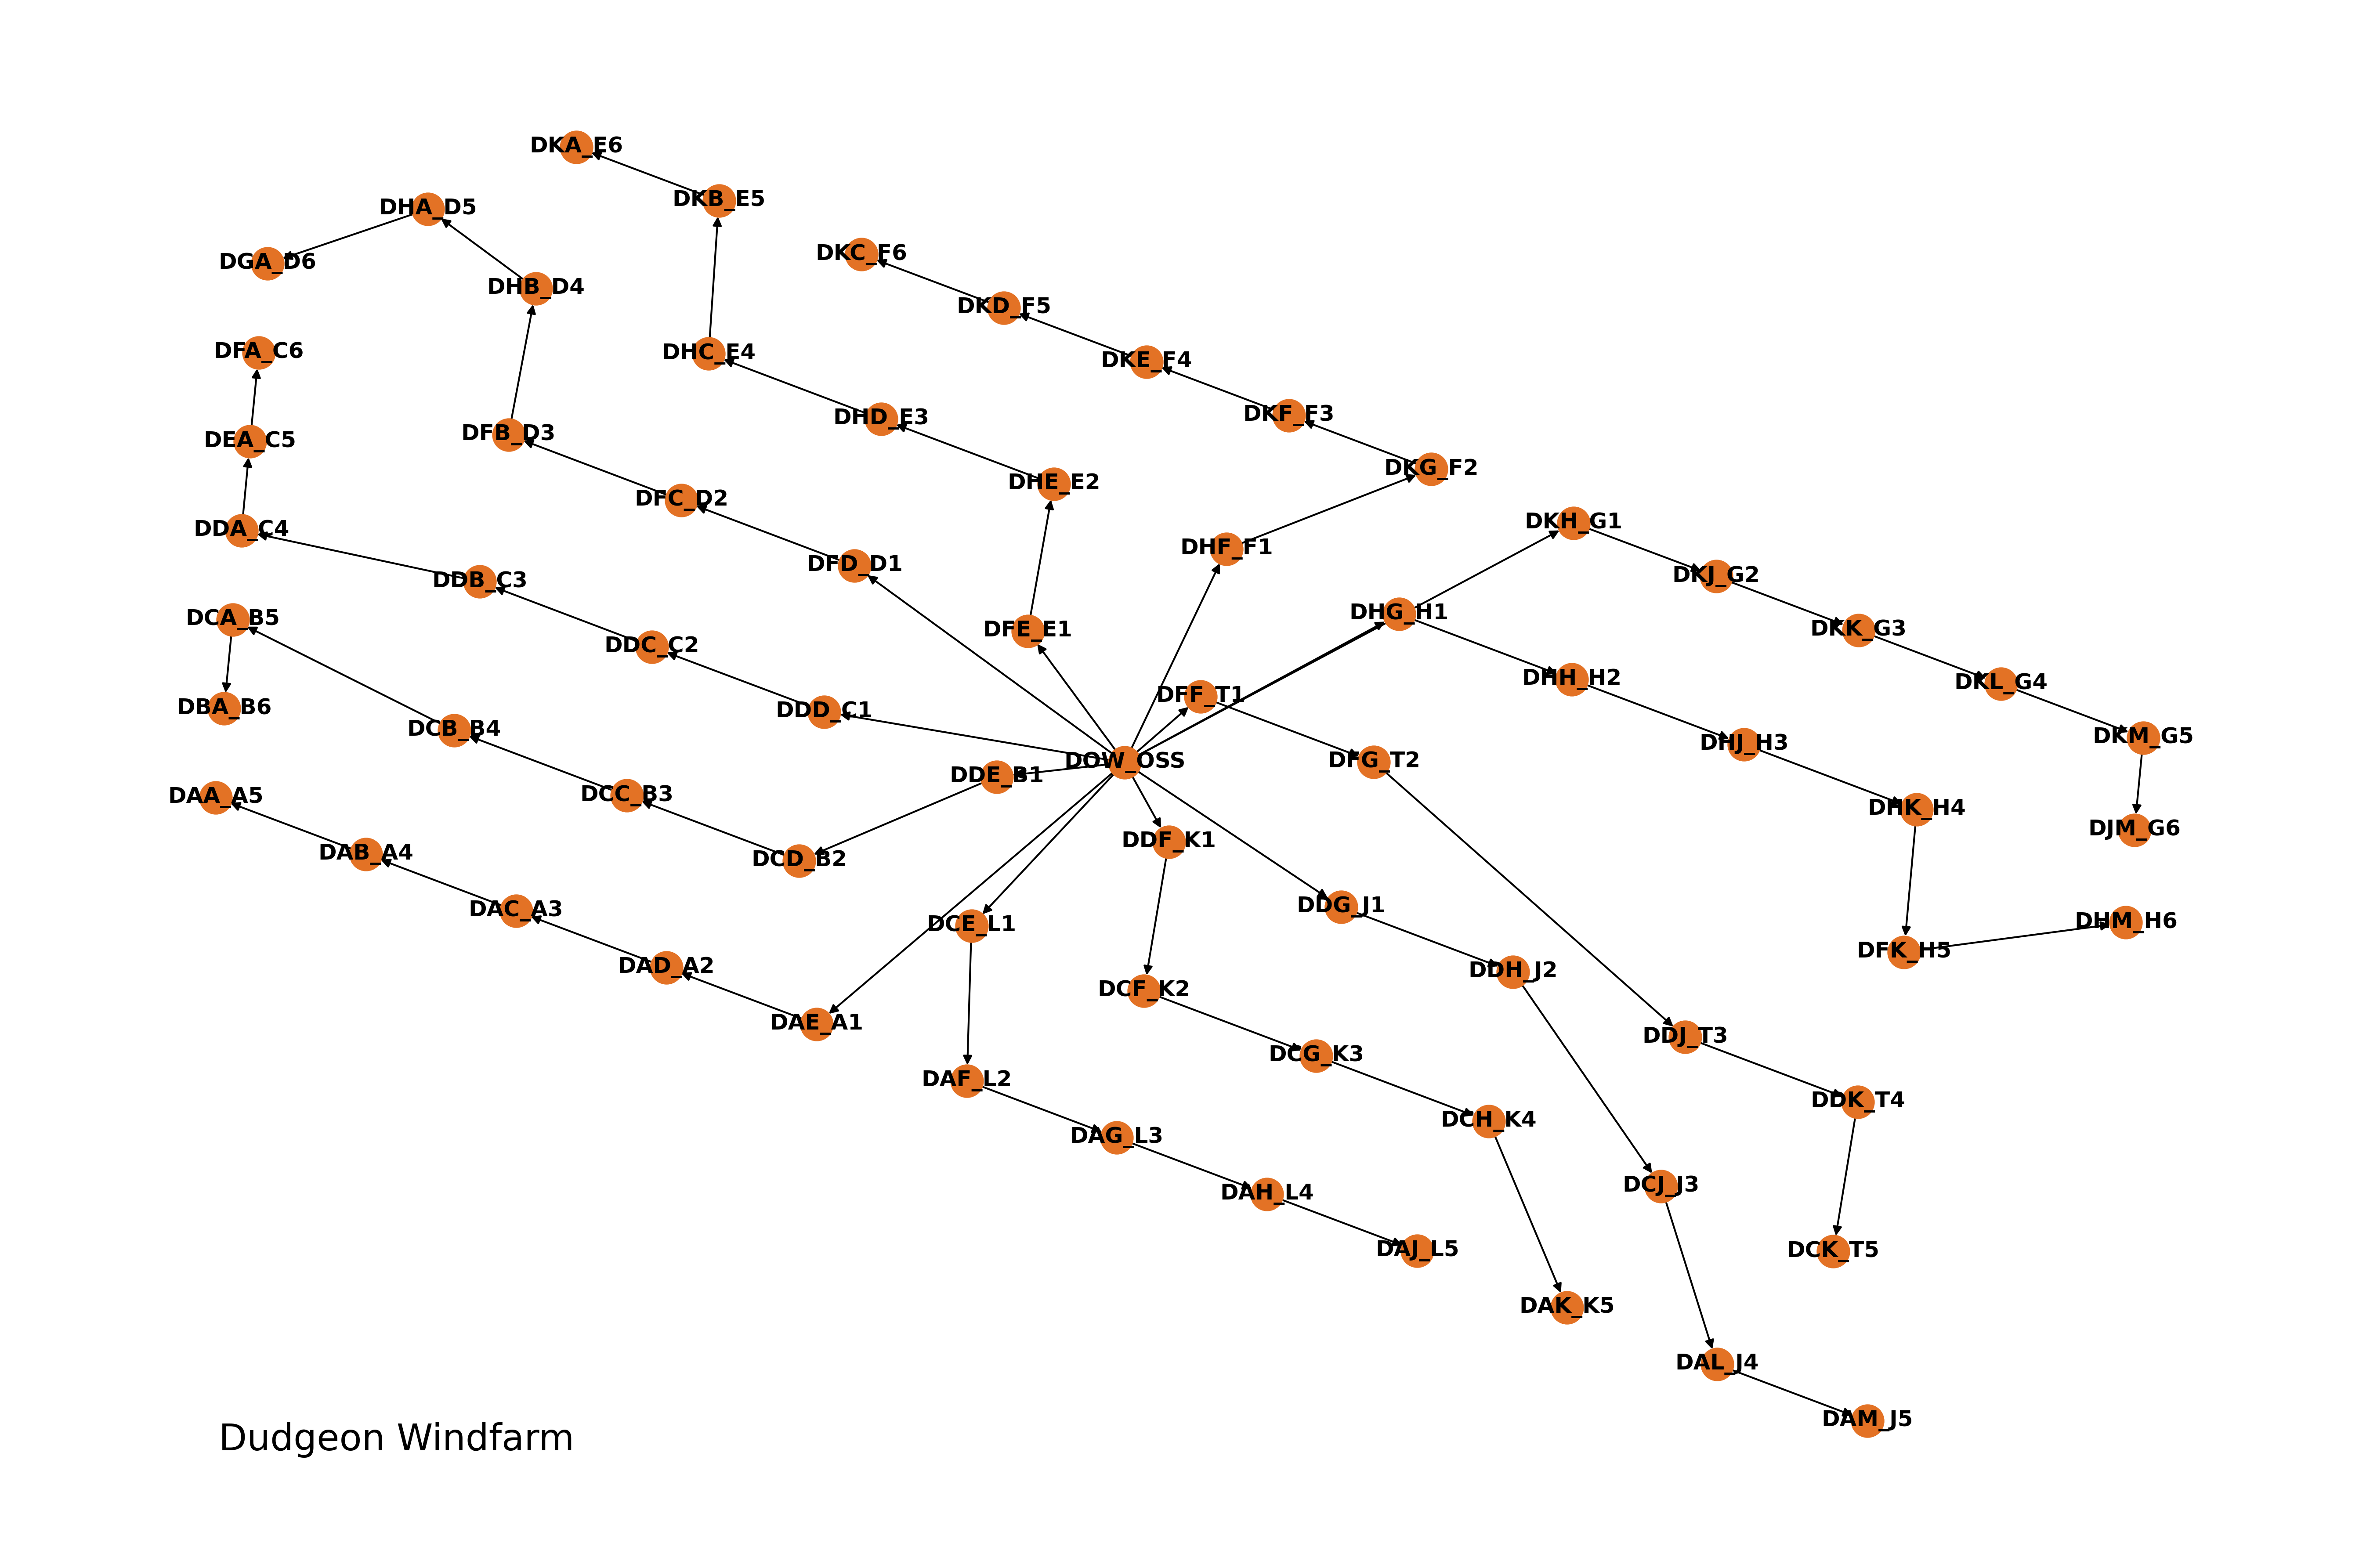 DKA_E6
DKB_E5
DHA_D5
DKC_F6
DGA_D6
DHB_D4
DKD_F5
DFA_C6
DHC_E4
DKE_F4
DKF_F3
DHD_E3
DFB_D3
DEA_C5
DKG_F2
DHE_E2
DFC_D2
DKH_G1
DDA_C4
DHF_F1
DFD_D1
DKJ_G2
DDB_C3
DHG_H1
DCA_B5
DFE_E1
DKK_G3
DDC_C2
DHH_H2
DKL_G4
DFF_T1
DBA_B6
DDD_C1
DCB_B4
DKM_G5
DHJ_H3
DOW_OSS
DFG_T2
DDE_B1
DCC_B3
DAA_A5
DHK_H4
DJM_G6
DDF_K1
DAB_A4
DCD_B2
DDG_J1
DAC_A3
DHM_H6
DCE_L1
DFK_H5
DAD_A2
DDH_J2
DCF_K2
DAE_A1
DDJ_T3
DCG_K3
DAF_L2
DDK_T4
DCH_K4
DAG_L3
DCJ_J3
DAH_L4
DAJ_L5
DCK_T5
DAK_K5
DAL_J4
DAM_J5
Dudgeon Windfarm